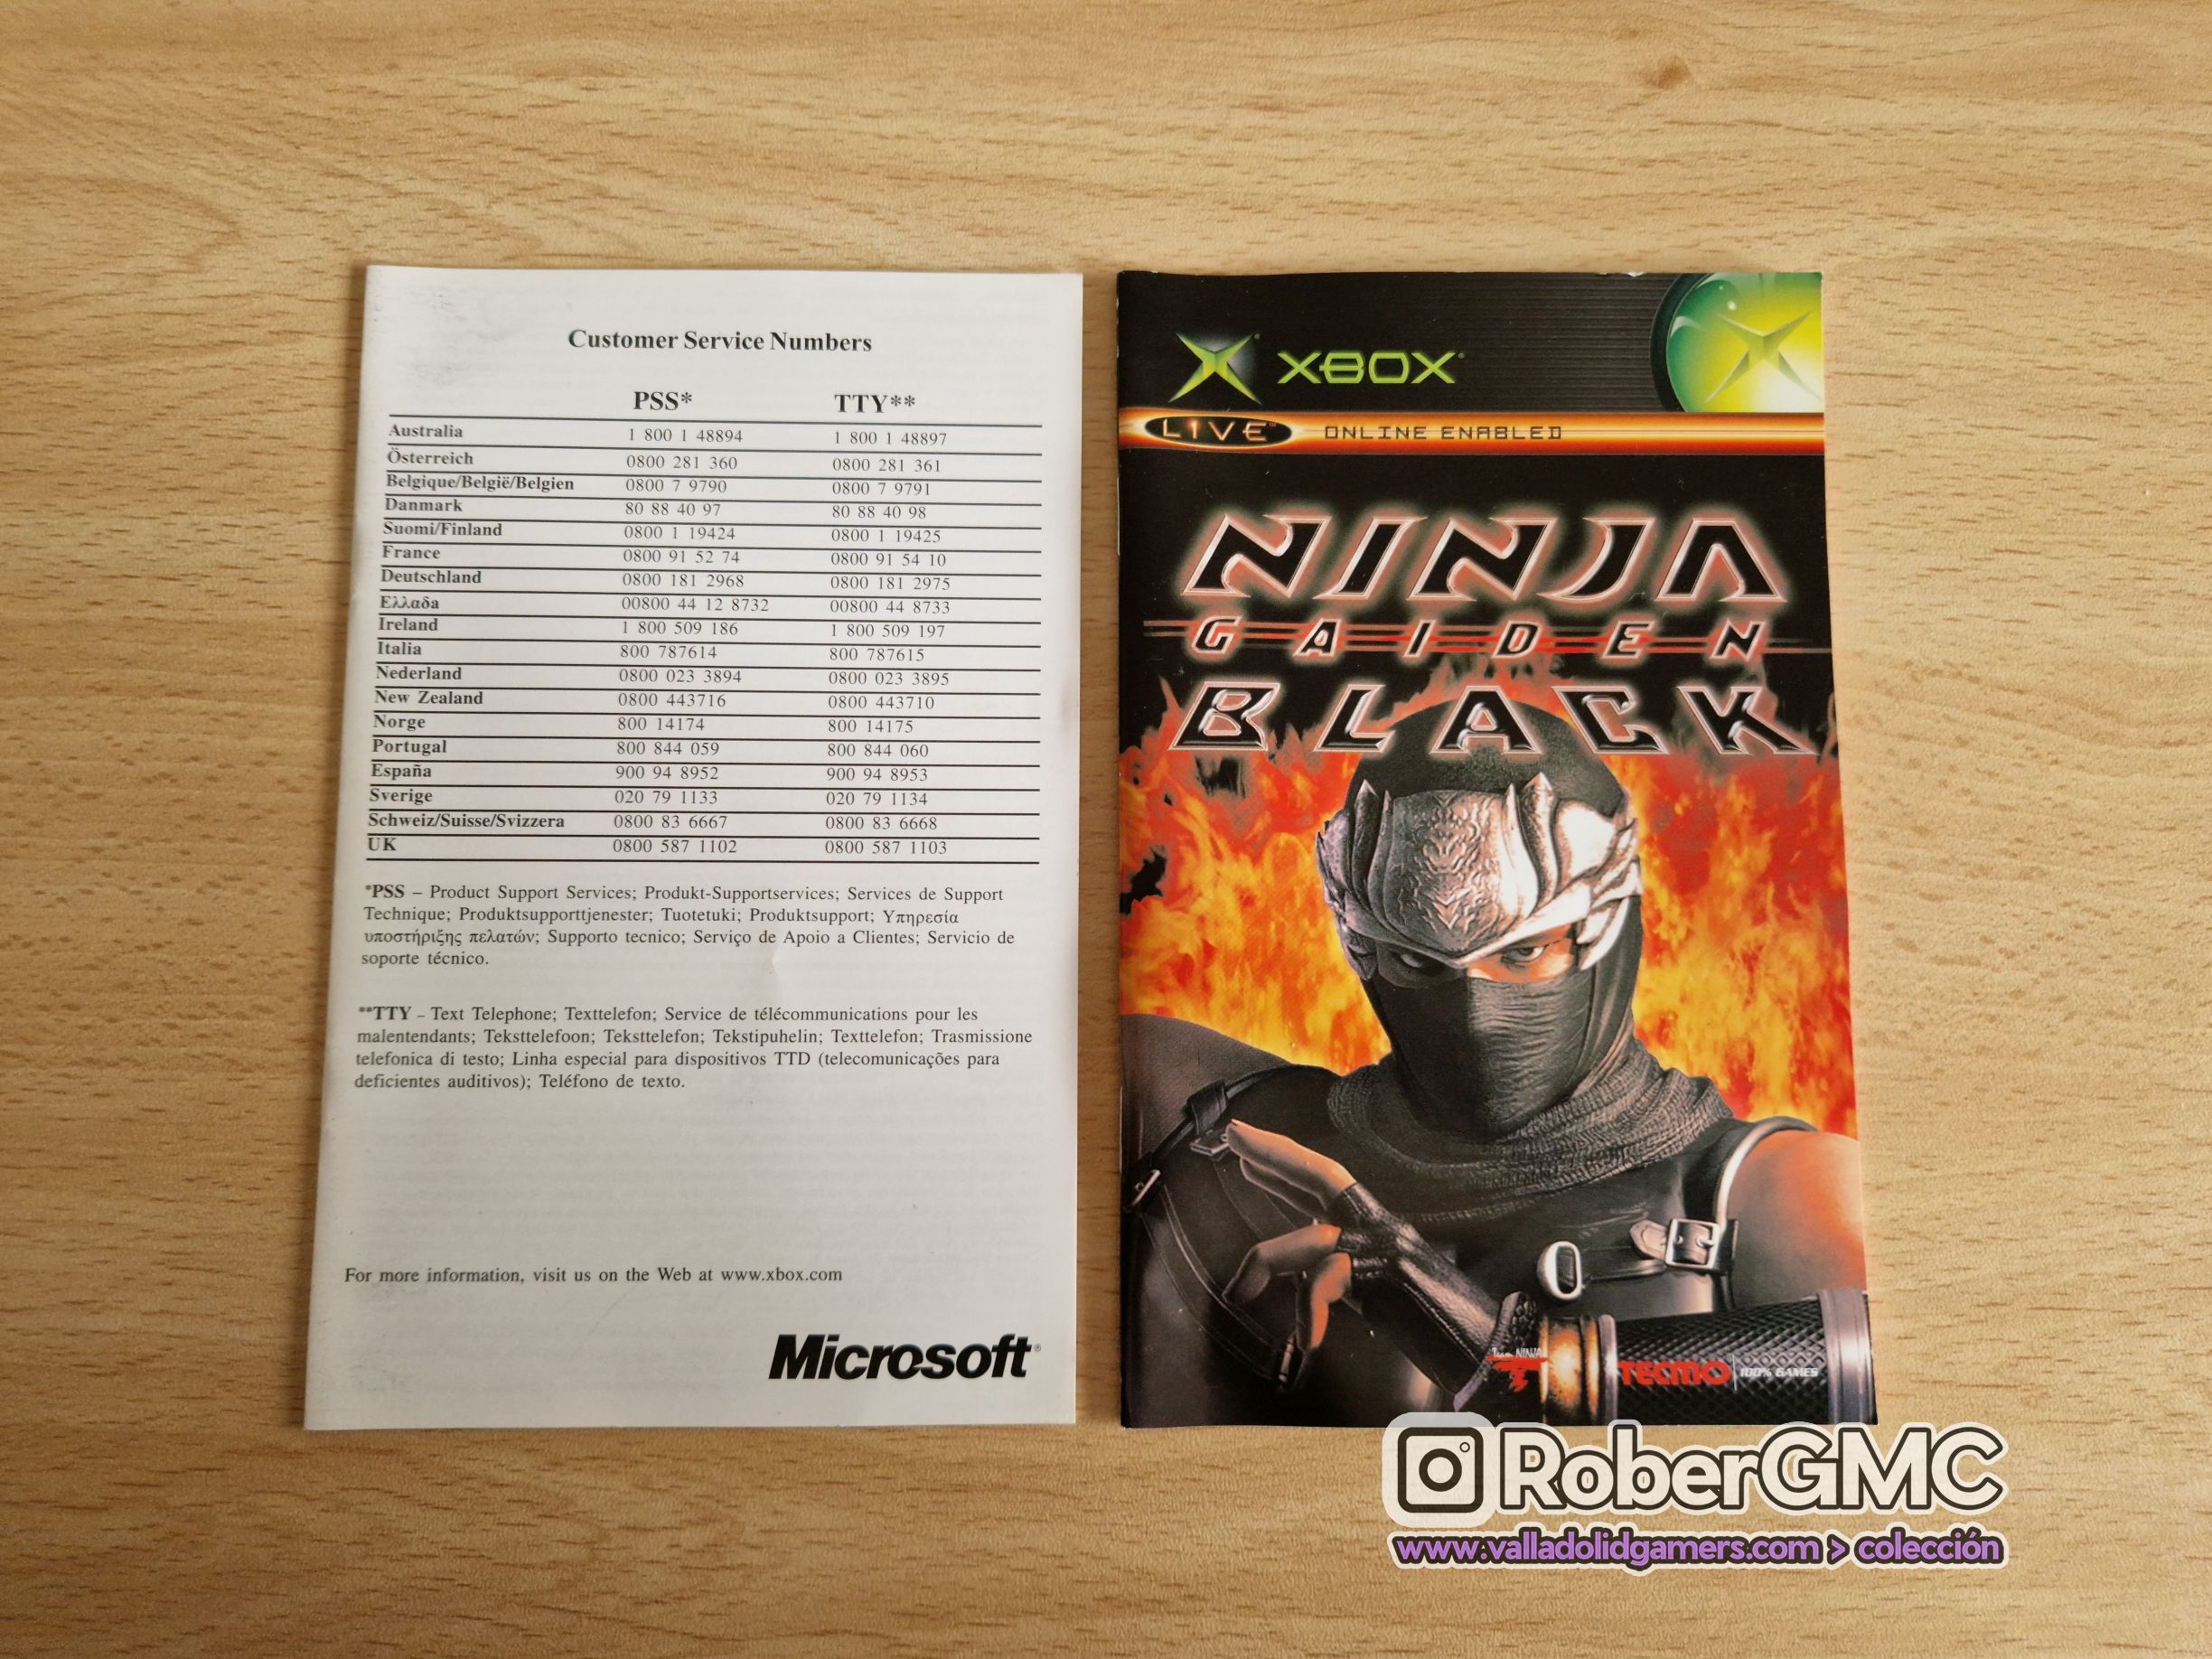 Customer Service Numbers
PSS* TTY**
Australia 1 800 1 48894 1 800 1 48897
Österreich 0800 281 360 0800 281 361
Belgique/België/Belgien 0800 7 9790 0800 7 9791
Danmark 80 88 40 97 80 88 40 98
Suomi/Finland 0800 1 19424 0800 1 19425
France 0800 91 52 74 0800 91 54 10
Deutschland 0800 181 2968 0800 181 2975
Ελλαδα 00800 44 12 8732 00800 44 8733
Ireland 1 800 509 186 1 800 509 197
Italia 800 787614 800 787615
Nederland 0800 023 3894 0800 023 3895
New Zealand 0800 443716 0800 443710
Norge 800 14174 800 14175
Portugal 800 844 059 800 844 060
España 900 94 8952 900 94 8953
Sverige 020 79 1133 020 79 1134
Schweiz/Suisse/Svizzera 0800 83 6667 0800 83 6668
UK 0800 587 1102 0800 587 1103
*PSS – Product Support Services; Produkt-Supportservices; Services de Support
Technique; Produktsupporttjenester; Tuotetuki; Produktsupport; Υπηρεσία
υποστήριξης πελατών; Supporto tecnico; Serviço de Apoio a Clientes; Servicio de
soporte técnico.
**TTY – Text Telephone; Texttelefon; Service de télécommunications pour les
malentendants; Teksttelefoon; Teksttelefon; Tekstipuhelin; Texttelefon; Trasmissione
telefonica di testo; Linha especial para dispositivos TTD (telecomunicações para
deficientes auditivos); Teléfono de texto.
For more information, visit us on the Web at www.xbox.com
Microsoft®
XBOX
LIVE™ ONLINE ENABLED
NINJA
GAIDEN
BLACK
Team NINJA
TECMO 100% GAMES
RoberGMC
www.valladolidgamers.com > colección